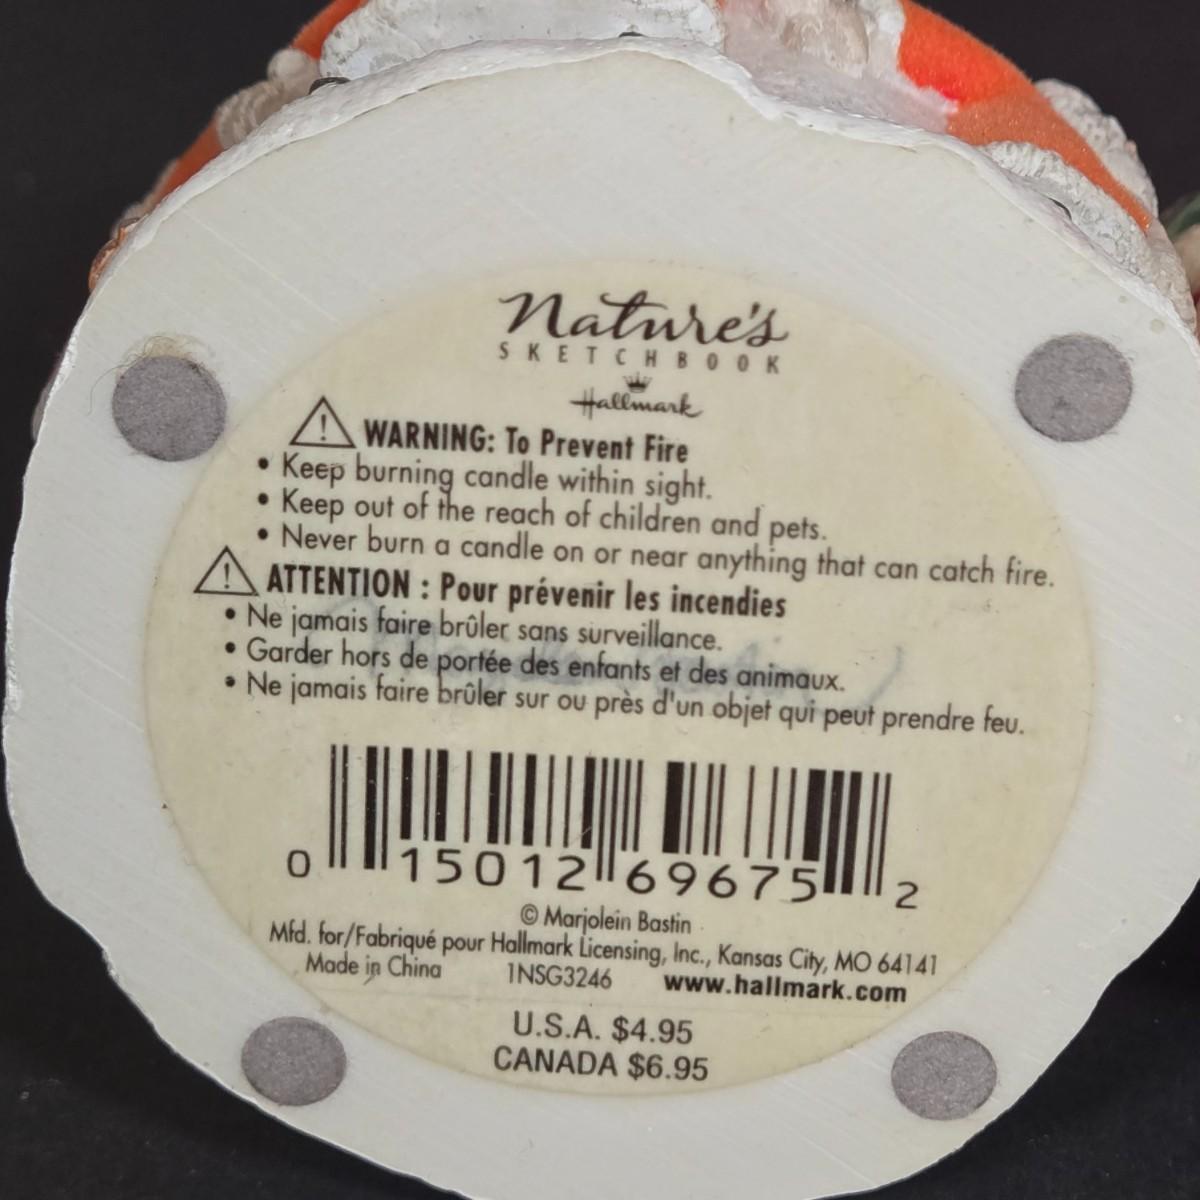 Nature's
SKETCHBOOK
Hallmark
WARNING: To Prevent Fire
• Keep burning candle within sight.
• Keep out of the reach of children and pets.
• Never burn a candle on or near anything that can catch fire.
ATTENTION : Pour prévenir les incendies
• Ne jamais faire brûler sans surveillance.
• Garder hors de portée des enfants et des animaux.
• Ne jamais faire brûler sur ou près d'un objet qui peut prendre feu.
0 15012 69675 2
© Marjolein Bastin
Mfd. for/Fabriqué pour Hallmark Licensing, Inc., Kansas City, MO 64141
Made in China 1NSG3246 www.hallmark.com
U.S.A. $4.95
CANADA $6.95